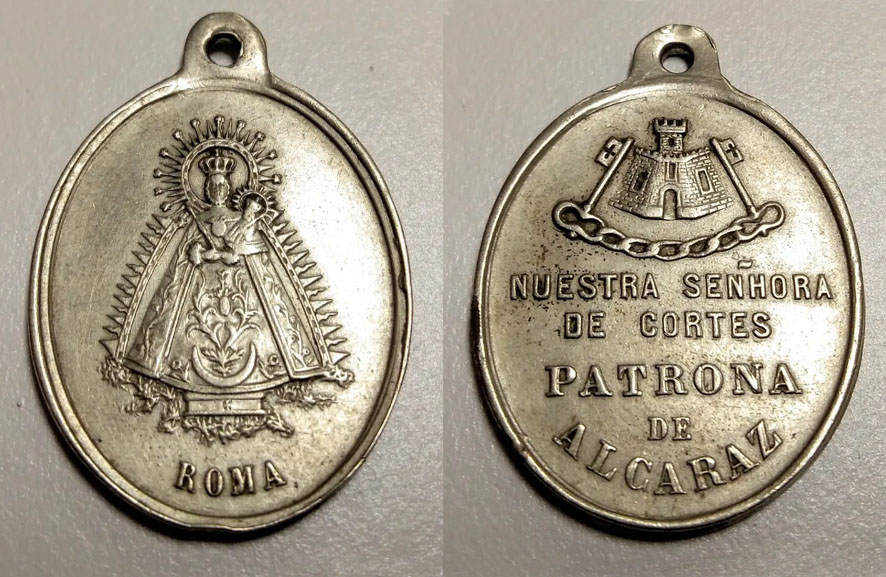 ROMA
NUESTRA SEÑHORA
DE CORTES
PATRONA
DE
ALCARAZ